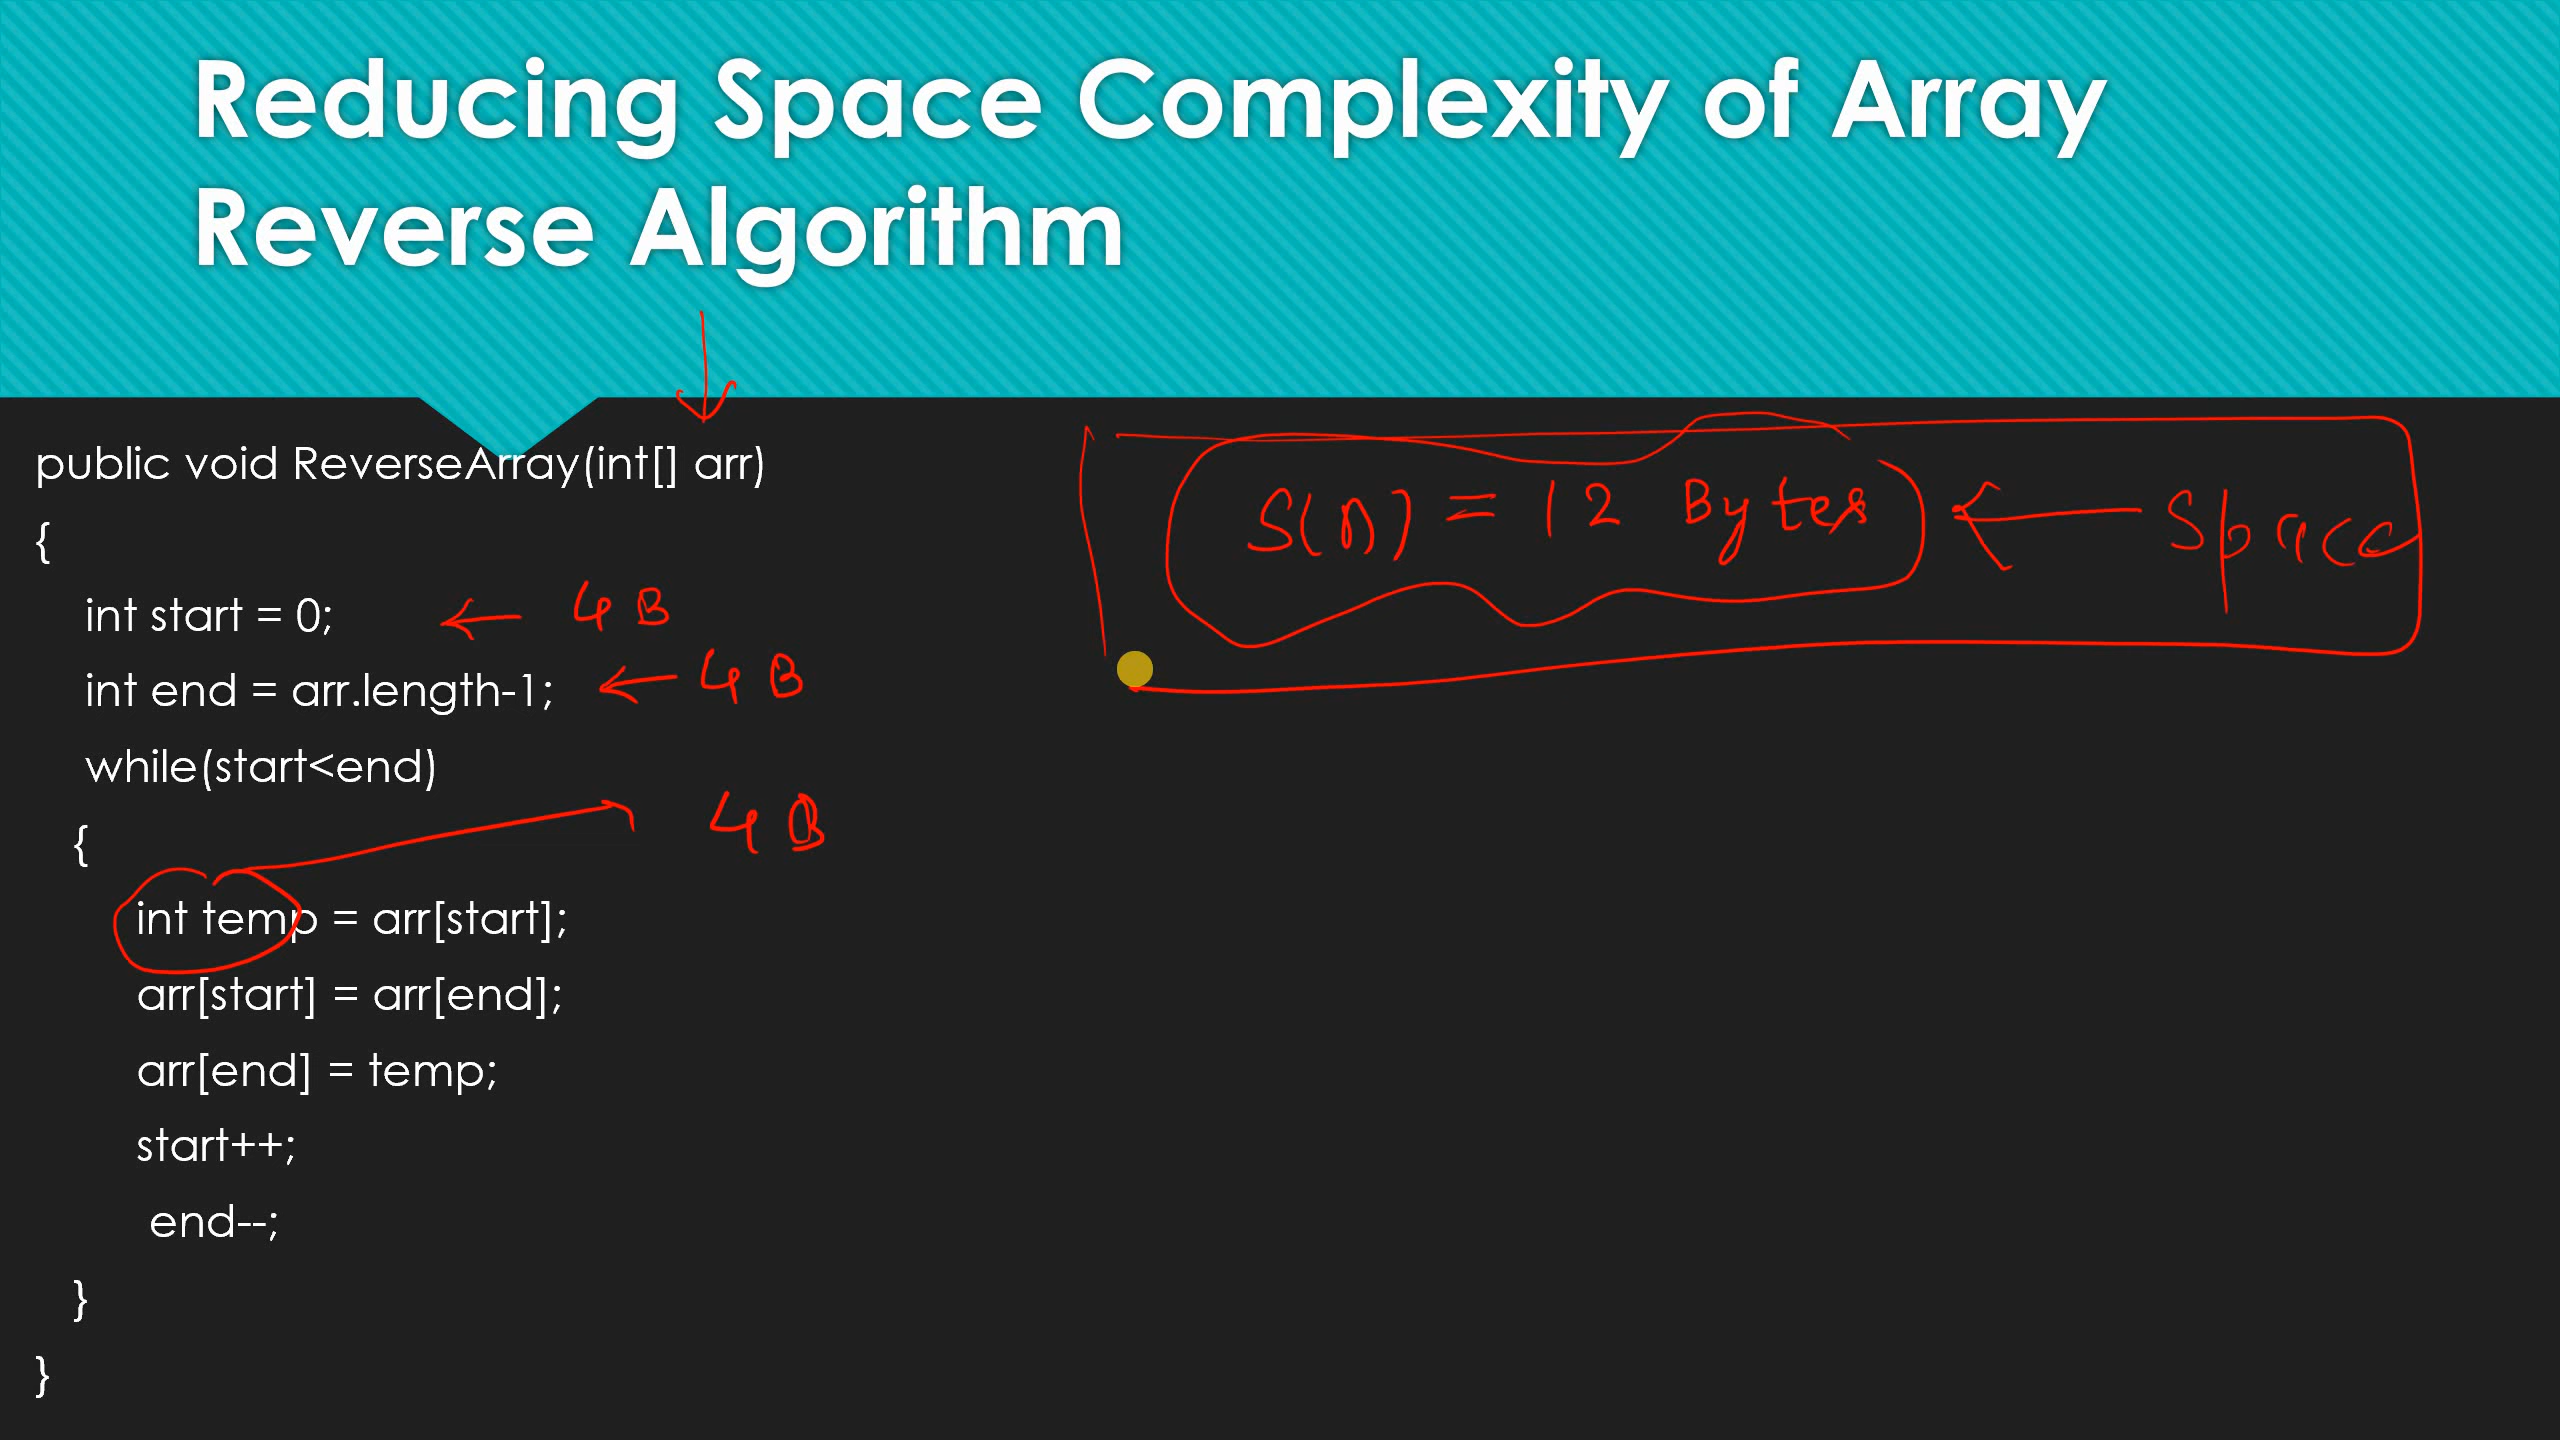 Reducing Space Complexity of Array
Reverse Algorithm
public void ReverseArray(int[] arr)
{
int start = 0; ← 4 B
int end = arr.length-1; ← 4 B
while(start<end)
{
4 B
int temp = arr[start];
arr[start] = arr[end];
arr[end] = temp;
start++;
end--;
}
}
S(n) = 12 Bytes ← Space